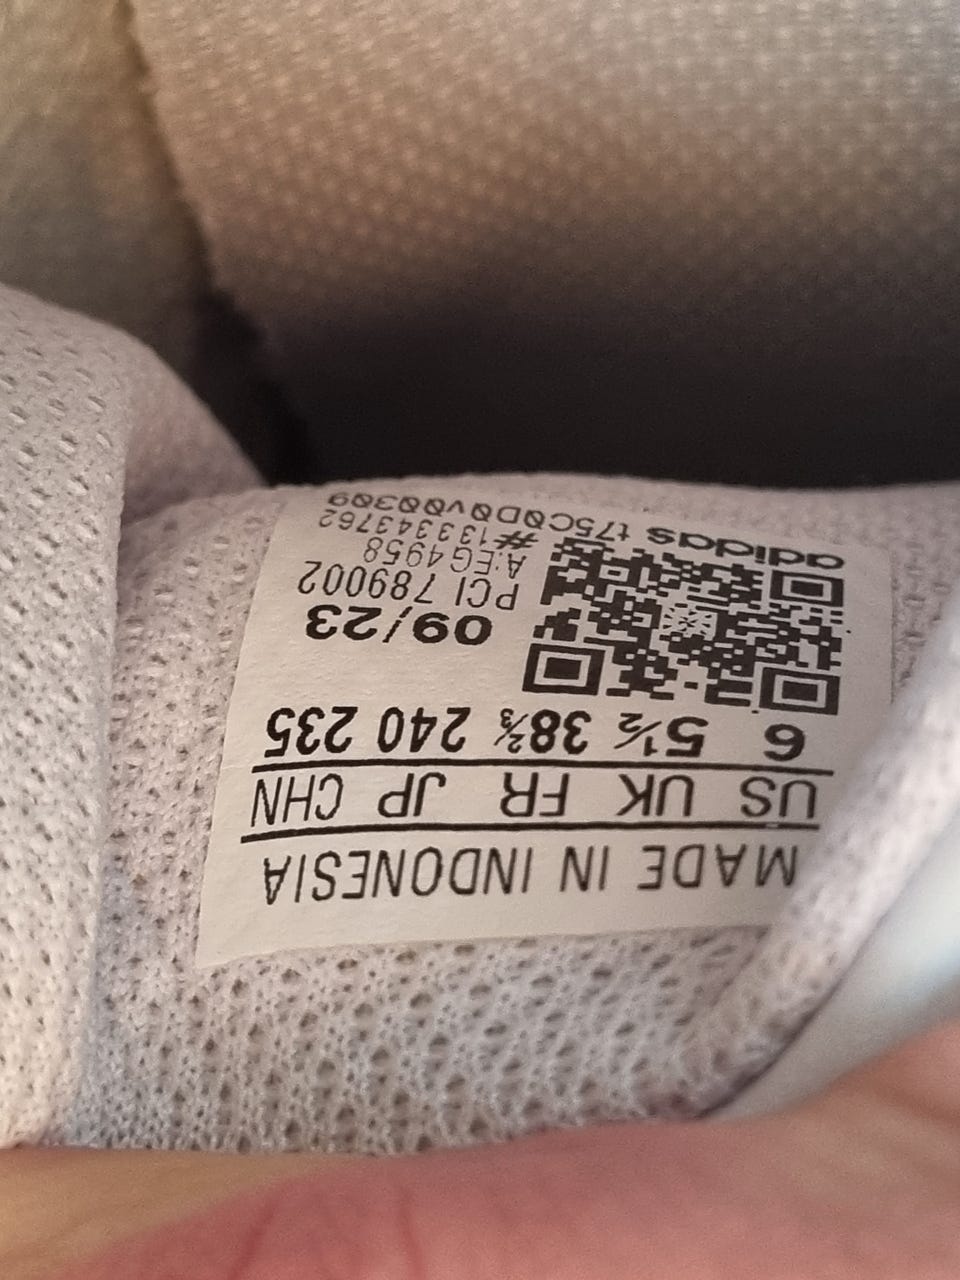 MADE IN INDONESIA
US UK FR JP CHN
6 5½ 38⅔ 240 235
09/23
PCI 789002
A:EG4958
#133343762
adidas t75C0D0v00309